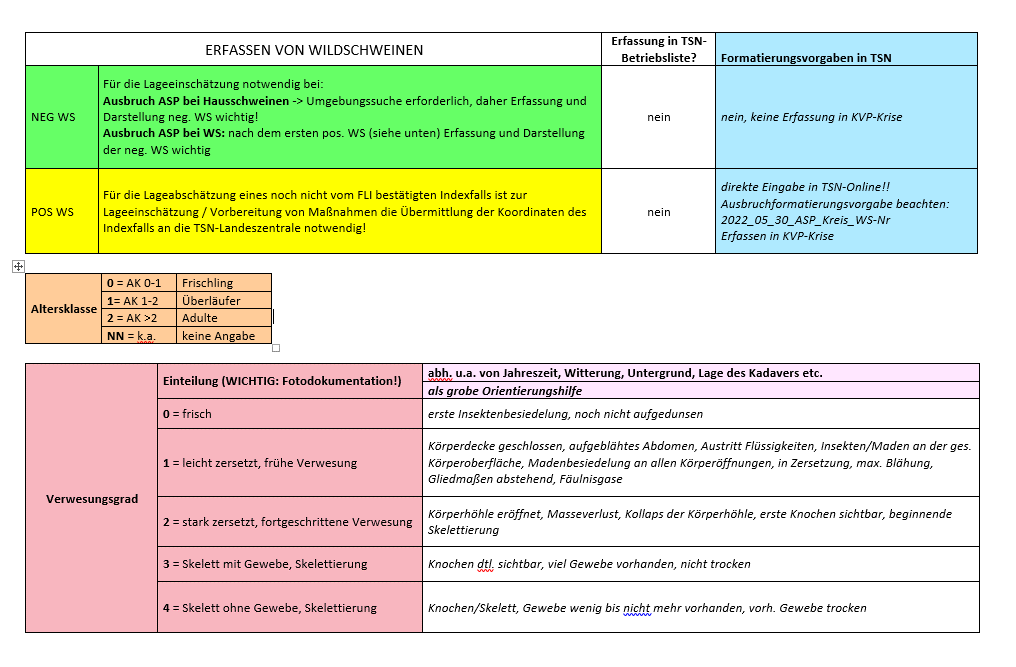 ERFASSEN VON WILDSCHWEINEN
Erfassung in TSN-
Betriebsliste?
Formatierungsvorgaben in TSN
NEG WS
Für die Lageeinschätzung notwendig bei:
Ausbruch ASP bei Hausschweinen -> Umgebungssuche erforderlich, daher Erfassung und
Darstellung neg. WS wichtig!
Ausbruch ASP bei WS: nach dem ersten pos. WS (siehe unten) Erfassung und Darstellung
der neg. WS wichtig
nein
nein, keine Erfassung in KVP-Krise
POS WS
Für die Lageabschätzung eines noch nicht vom FLI bestätigten Indexfalls ist zur
Lageeinschätzung / Vorbereitung von Maßnahmen die Übermittlung der Koordinaten des
Indexfalls an die TSN-Landeszentrale notwendig!
nein
direkte Eingabe in TSN-Online!!
Ausbruchformatierungsvorgabe beachten:
2022_05_30_ASP_Kreis_WS-Nr
Erfassen in KVP-Krise
Altersklasse
0 = AK 0-1
Frischling
1= AK 1-2
Überläufer
2 = AK >2
Adulte
NN = k.a.
keine Angabe
Verwesungsgrad
Einteilung (WICHTIG: Fotodokumentation!)
abh. u.a. von Jahreszeit, Witterung, Untergrund, Lage des Kadavers etc.
als grobe Orientierungshilfe
0 = frisch
erste Insektenbesiedelung, noch nicht aufgedunsen
1 = leicht zersetzt, frühe Verwesung
Körperdecke geschlossen, aufgeblähtes Abdomen, Austritt Flüssigkeiten, Insekten/Maden an der ges.
Körperoberfläche, Madenbesiedelung an allen Körperöffnungen, in Zersetzung, max. Blähung,
Gliedmaßen abstehend, Fäulnisgase
2 = stark zersetzt, fortgeschrittene Verwesung
Körperhöhle eröffnet, Masseverlust, Kollaps der Körperhöhle, erste Knochen sichtbar, beginnende
Skelettierung
3 = Skelett mit Gewebe, Skelettierung
Knochen dtl. sichtbar, viel Gewebe vorhanden, nicht trocken
4 = Skelett ohne Gewebe, Skelettierung
Knochen/Skelett, Gewebe wenig bis nicht mehr vorhanden, vorh. Gewebe trocken